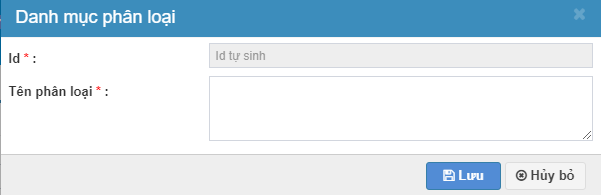 Danh mục phân loại
Id * :
Id tự sinh
Tên phân loại * :
Lưu
Hủy bỏ